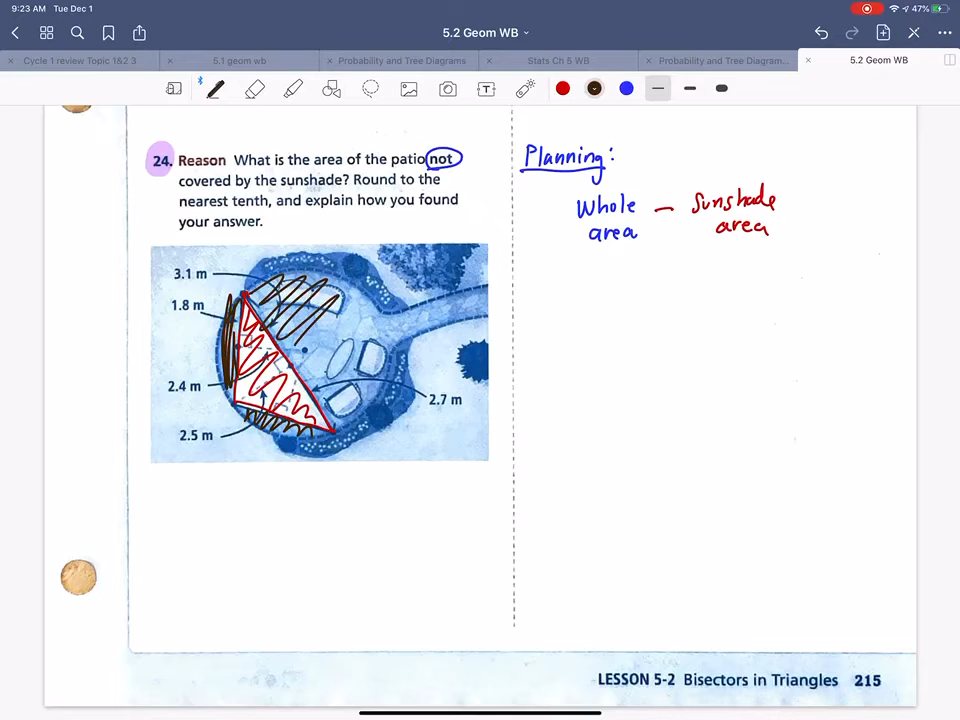 9:23 AM Tue Dec 1
47%
5.2 Geom WB
Cycle 1 review Topic 1&2 3
5.1 geom wb
Probability and Tree Diagrams
Stats Ch 5 WB
Probability and Tree Diagram...
5.2 Geom WB
24. Reason What is the area of the patio not
covered by the sunshade? Round to the
nearest tenth, and explain how you found
your answer.
3.1 m
1.8 m
2.4 m
2.7 m
2.5 m
Planning:
Whole area − Sunshade area
LESSON 5-2 Bisectors in Triangles 215